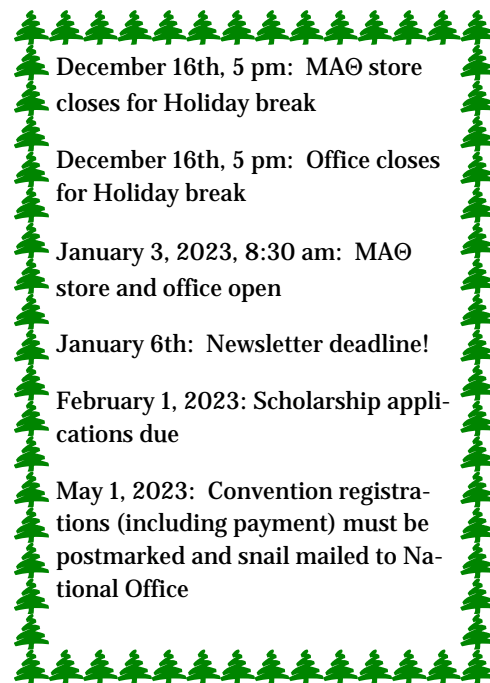 December 16th, 5 pm:  MAΘ store
closes for Holiday break
December 16th, 5 pm:  Office closes
for Holiday break
January 3, 2023, 8:30 am:  MAΘ
store and office open
January 6th:  Newsletter deadline!
February 1, 2023: Scholarship appli-
cations due
May 1, 2023:  Convention registra-
tions (including payment) must be
postmarked and snail mailed to Na-
tional Office